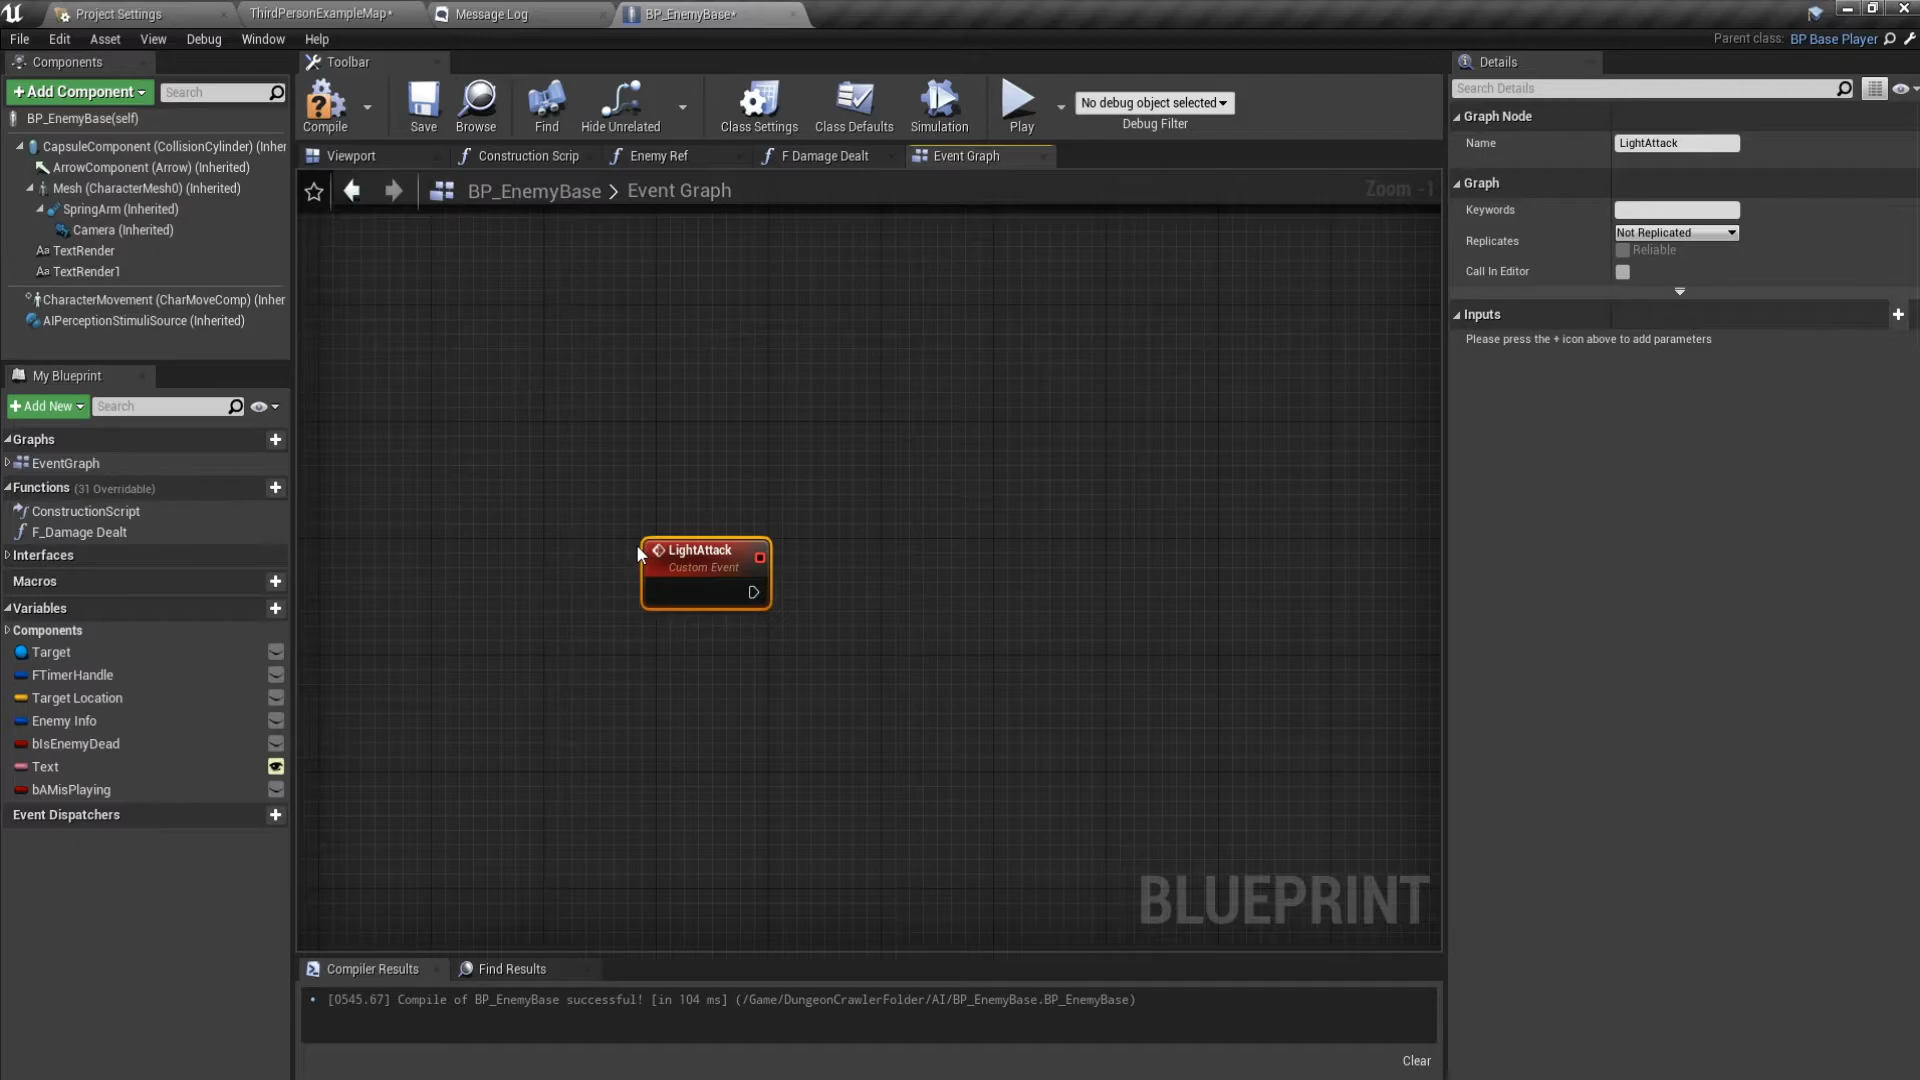 Project Settings
ThirdPersonExampleMap*
Message Log
BP_EnemyBase*
File Edit Asset View Window Debug Window Help
Parent class: BP Base Player
Components
+Add Component
Search
BP_EnemyBase(self)
CapsuleComponent (CollisionCylinder) (Inher
ArrowComponent (Arrow) (Inherited)
Mesh (CharacterMesh0) (Inherited)
SpringArm (Inherited)
Camera (Inherited)
Aa TextRender
Aa TextRender1
CharacterMovement (CharMoveComp) (Inher
AIPerceptionStimuliSource (Inherited)
My Blueprint
+Add New
Search
Graphs
EventGraph
Functions (31 Overridable)
ConstructionScript
F_Damage Dealt
Interfaces
Macros
Variables
Components
Target
FTimerHandle
Target Location
Enemy Info
bIsEnemyDead
Text
bAMisPlaying
Event Dispatchers
Toolbar
Compile
Save
Browse
Find
Hide Unrelated
Class Settings
Class Defaults
Simulation
Play
No debug object selected
Debug Filter
Viewport
Construction Scrip
Enemy Ref
F Damage Dealt
Event Graph
BP_EnemyBase > Event Graph
Zoom -1
LightAttack
Custom Event
BLUEPRINT
Compiler Results
Find Results
• [0545.67] Compile of BP_EnemyBase successful! [in 104 ms] (/Game/DungeonCrawlerFolder/AI/BP_EnemyBase.BP_EnemyBase)
Clear
Details
Search Details
Graph Node
Name LightAttack
Graph
Keywords
Replicates Not Replicated
Reliable
Call In Editor
Inputs
Please press the + icon above to add parameters